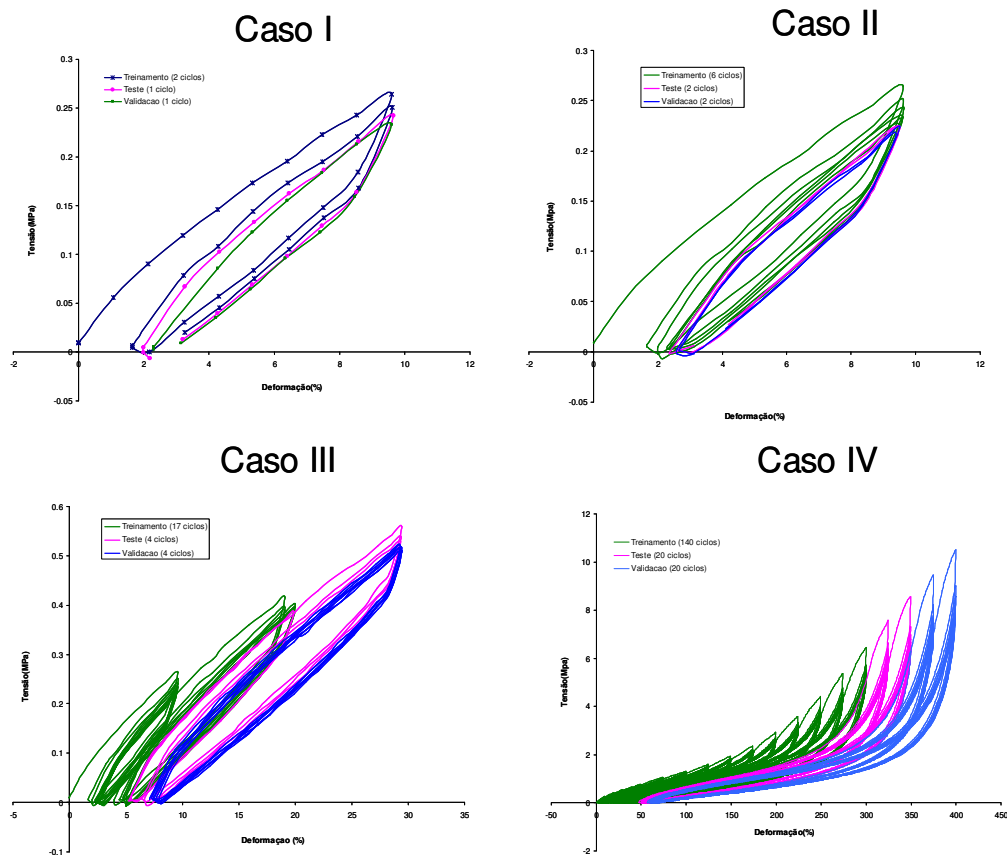 Caso I
0.3
0.25
0.2
0.15
0.1
0.05
0
-0.05
-2
0
2
4
6
8
10
12
Tensão(MPa)
Deformação(%)
Treinamento (2 ciclos)
Teste (1 ciclo)
Validacao (1 ciclo)
Caso II
0.3
0.25
0.2
0.15
0.1
0.05
0
-0.05
-2
0
2
4
6
8
10
12
Tensão(Mpa)
Deformação(%)
Treinamento (6 ciclos)
Teste (2 ciclos)
Validacao (2 ciclos)
Caso III
0.6
0.5
0.4
0.3
0.2
0.1
0
-0.1
-5
0
5
10
15
20
25
30
35
Tensão(MPa)
Deformaçao (%)
Treinamento (17 ciclos)
Teste (4 ciclos)
Validacao (4 ciclos)
Caso IV
12
10
8
6
4
2
0
-2
-50
0
50
100
150
200
250
300
350
400
450
Tensão(Mpa)
Deformação(%)
Treinamento (140 ciclos)
Teste (20 ciclos)
Validacao (20 ciclos)